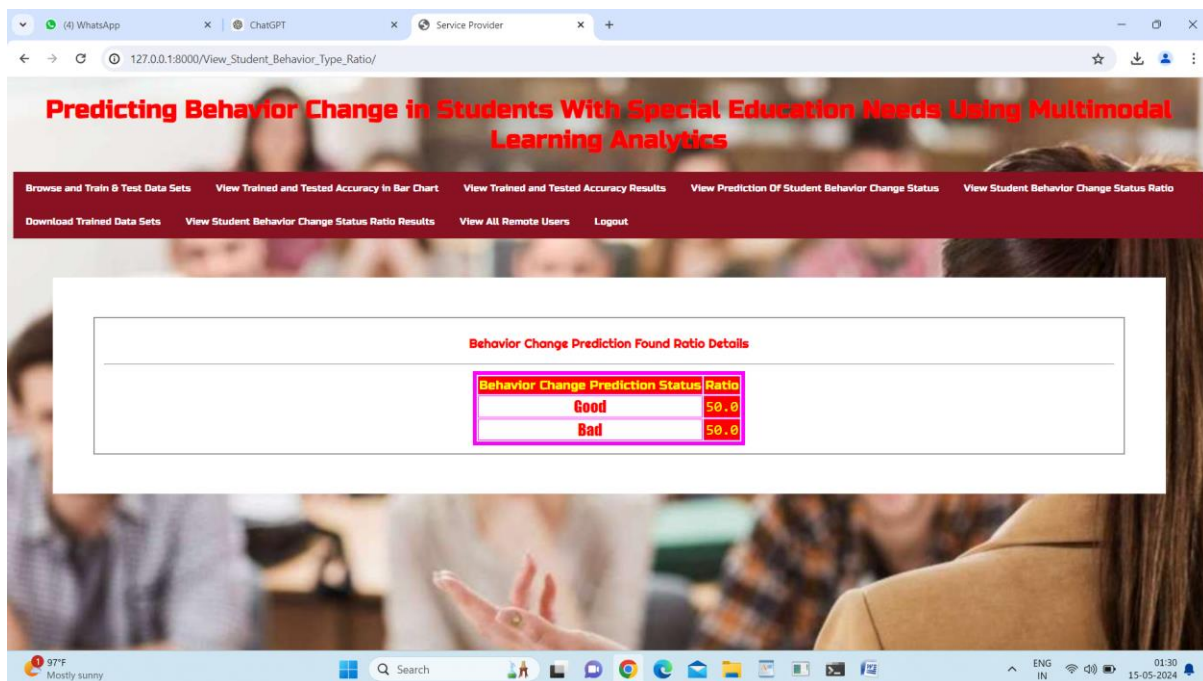 (4) WhatsApp
ChatGPT
Service Provider
127.0.0.1:8000/View_Student_Behavior_Type_Ratio/
Predicting Behavior Change in Students With Special Education Needs Using Multimodal
Learning Analytics
Browse and Train & Test Data Sets View Trained and Tested Accuracy in Bar Chart View Trained and Tested Accuracy Results View Prediction Of Student Behavior Change Status View Student Behavior Change Status Ratio
Download Trained Data Sets View Student Behavior Change Status Ratio Results View All Remote Users Logout
Behavior Change Prediction Found Ratio Details
Behavior Change Prediction Status Ratio
Good 50.0
Bad 50.0
1
97°F
Mostly sunny
Search
ENG
IN
01:30
15-05-2024